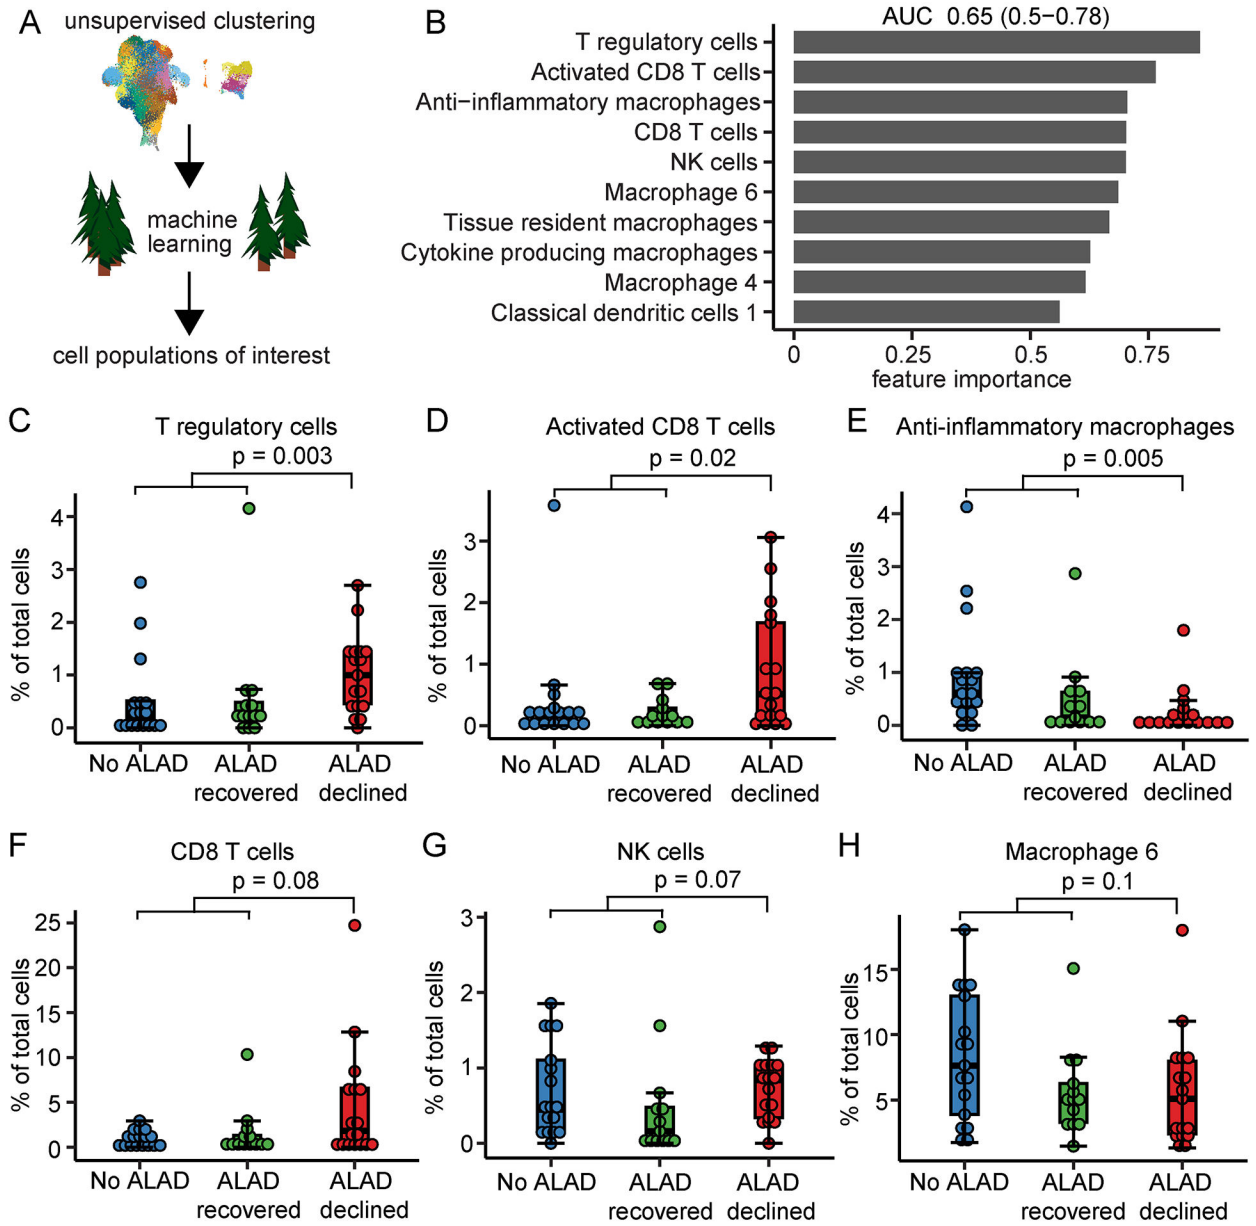 A
unsupervised clustering
machine
learning
cell populations of interest
B
AUC 0.65 (0.5−0.78)
T regulatory cells
Activated CD8 T cells
Anti−inflammatory macrophages
CD8 T cells
NK cells
Macrophage 6
Tissue resident macrophages
Cytokine producing macrophages
Macrophage 4
Classical dendritic cells 1
0 0.25 0.5 0.75
feature importance
C
T regulatory cells
p = 0.003
% of total cells
4
3
2
1
0
No ALAD ALAD ALAD
recovered declined
D
Activated CD8 T cells
p = 0.02
% of total cells
3
2
1
0
No ALAD ALAD ALAD
recovered declined
E
Anti-inflammatory macrophages
p = 0.005
% of total cells
4
3
2
1
0
No ALAD ALAD ALAD
recovered declined
F
CD8 T cells
p = 0.08
% of total cells
25
20
15
10
5
0
No ALAD ALAD ALAD
recovered declined
G
NK cells
p = 0.07
% of total cells
3
2
1
0
No ALAD ALAD ALAD
recovered declined
H
Macrophage 6
p = 0.1
% of total cells
15
10
5
No ALAD ALAD ALAD
recovered declined